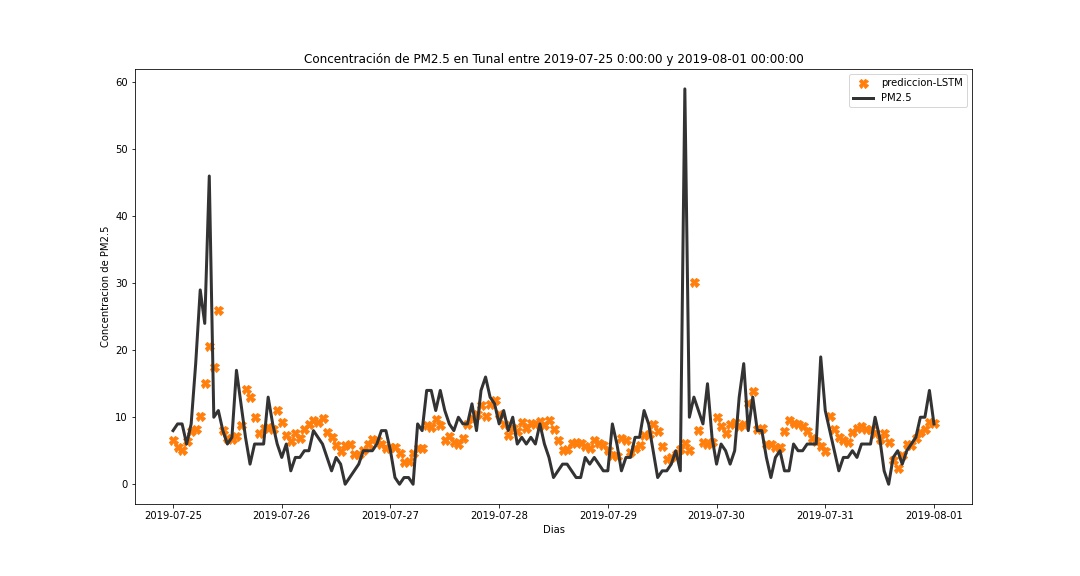 Concentración de PM2.5 en Tunal entre 2019-07-25 0:00:00 y 2019-08-01 00:00:00
prediccion-LSTM
PM2.5
60
50
40
30
20
10
0
Concentracion de PM2.5
2019-07-25 2019-07-26 2019-07-27 2019-07-28 2019-07-29 2019-07-30 2019-07-31 2019-08-01
Dias